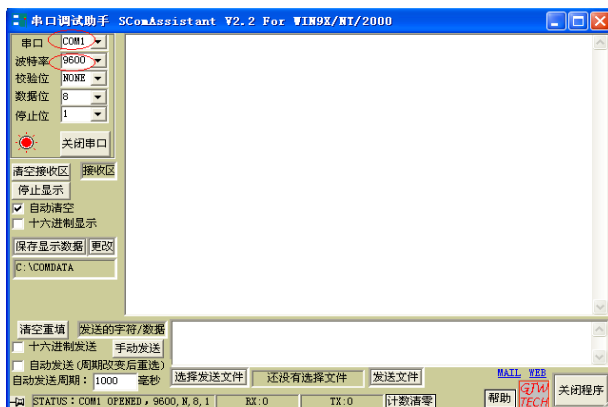 串口调试助手 SComAssistant V2.2 For WIN9X/NT/2000
串口 COM1
波特率 9600
校验位 NONE
数据位 8
停止位 1
关闭串口
清空接收区 接收区
停止显示
自动清空
十六进制显示
保存显示数据 更改
C:\COMDATA
清空重填 发送的字符/数据
十六进制发送 手动发送
自动发送(周期改变后重选)
自动发送周期: 1000 毫秒 选择发送文件 还没有选择文件 发送文件 MAIL WEB
STATUS: COM1 OPENED, 9600, N, 8, 1 RX:0 TX:0 计数清零 帮助 GJW TECH 关闭程序